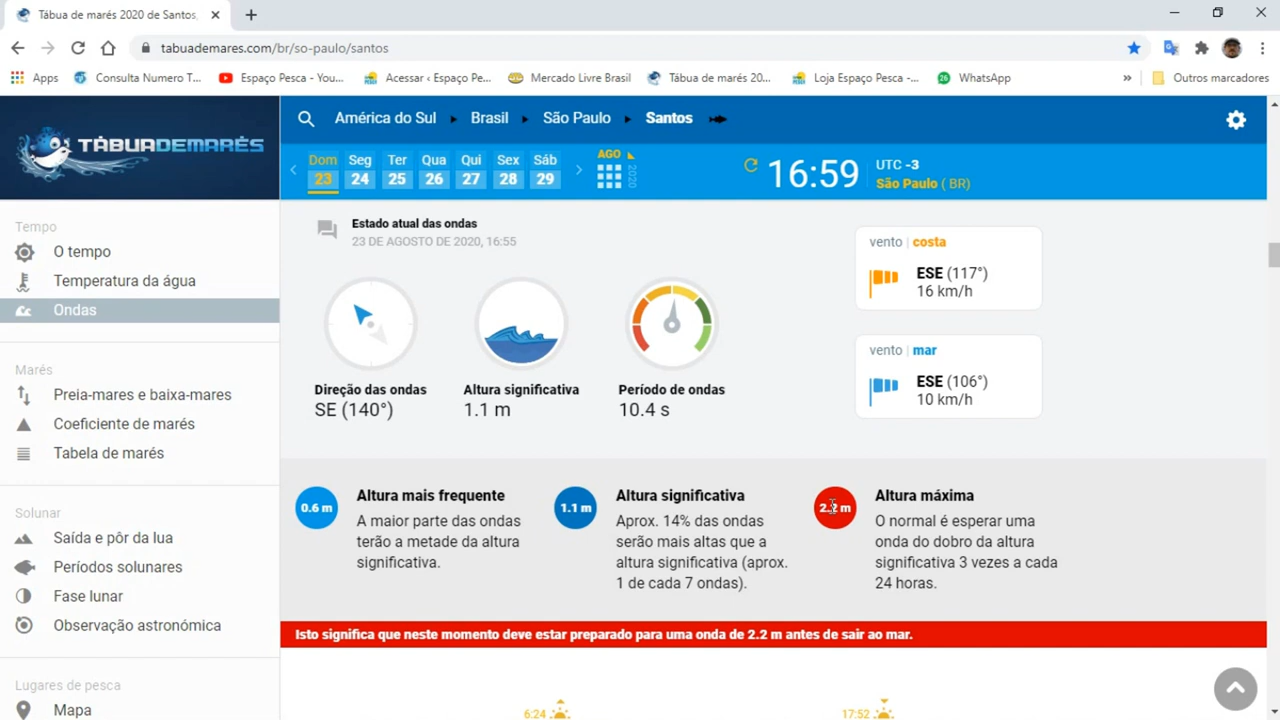 Tábua de marés 2020 de Santos,
tabuademares.com/br/so-paulo/santos
Apps
Consulta Numero T...
Espaço Pesca - You...
Acessar ‹ Espaço Pe...
Mercado Livre Brasil
Tábua de marés 20...
Loja Espaço Pesca -...
26
WhatsApp
»
Outros marcadores
TÁBUADEMARÉS
América do Sul
Brasil
São Paulo
Santos
Dom
Seg
Ter
Qua
Qui
Sex
Sáb
23
24
25
26
27
28
29
AGO
2020
16:59
UTC -3
São Paulo ( BR)
Tempo
O tempo
Temperatura da água
Ondas
Marés
Preia-mares e baixa-mares
Coeficiente de marés
Tabela de marés
Solunar
Saída e pôr da lua
Períodos solunares
Fase lunar
Observação astronómica
Lugares de pesca
Mapa
Estado atual das ondas
23 DE AGOSTO DE 2020, 16:55
Direção das ondas
SE (140°)
Altura significativa
1.1 m
Período de ondas
10.4 s
vento | costa
ESE (117°)
16 km/h
vento | mar
ESE (106°)
10 km/h
0.6 m
Altura mais frequente
A maior parte das ondas
terão a metade da altura
significativa.
1.1 m
Altura significativa
Aprox. 14% das ondas
serão mais altas que a
altura significativa (aprox.
1 de cada 7 ondas).
2.2 m
Altura máxima
O normal é esperar uma
onda do dobro da altura
significativa 3 vezes a cada
24 horas.
Isto significa que neste momento deve estar preparado para uma onda de 2.2 m antes de sair ao mar.
6:24
17:52